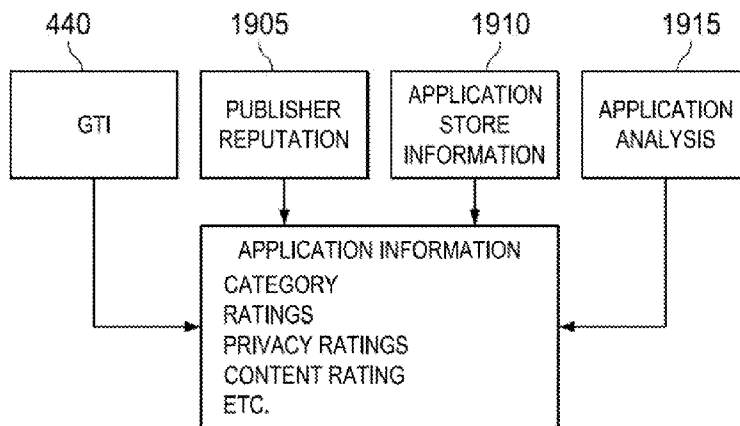 440
1905
1910
1915
GTI
PUBLISHER
REPUTATION
APPLICATION
STORE
INFORMATION
APPLICATION
ANALYSIS
APPLICATION INFORMATION
CATEGORY
RATINGS
PRIVACY RATINGS
CONTENT RATING
ETC.